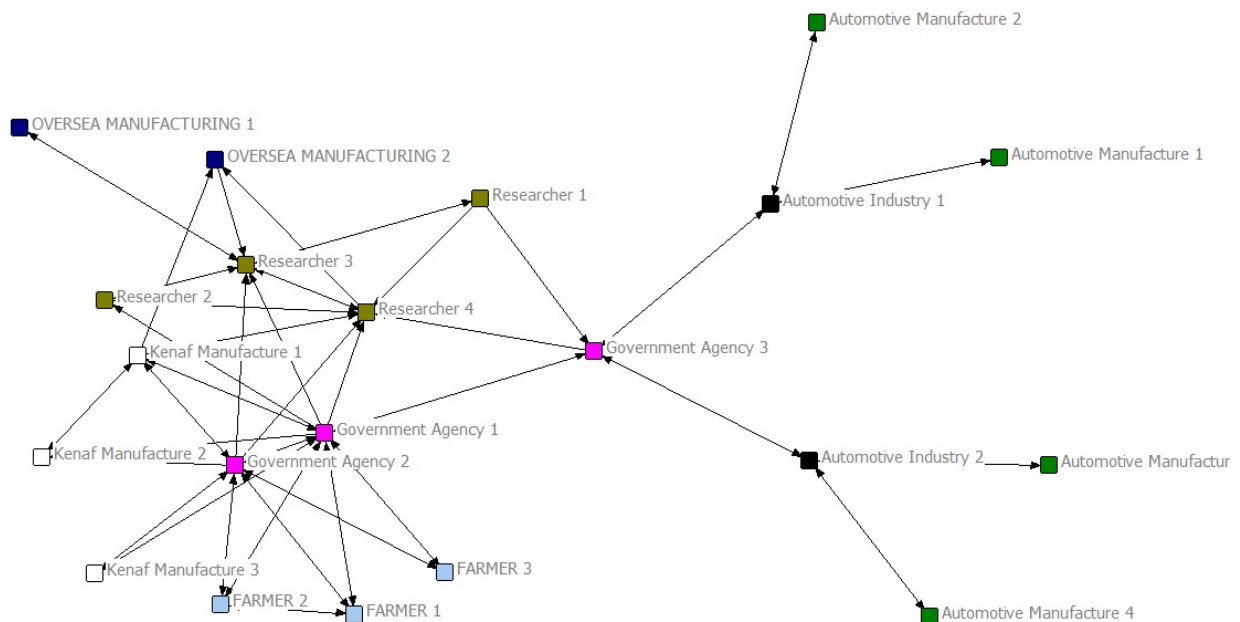 Automotive Manufacture 2
OVERSEA MANUFACTURING 1
OVERSEA MANUFACTURING 2
Automotive Manufacture 1
Researcher 1
Automotive Industry 1
Researcher 3
Researcher 2
Researcher 4
Government Agency 3
Kenaf Manufacture 1
Government Agency 1
Kenaf Manufacture 2
Government Agency 2
Automotive Industry 2
Automotive Manufactur
Kenaf Manufacture 3
FARMER 3
FARMER 2
FARMER 1
Automotive Manufacture 4